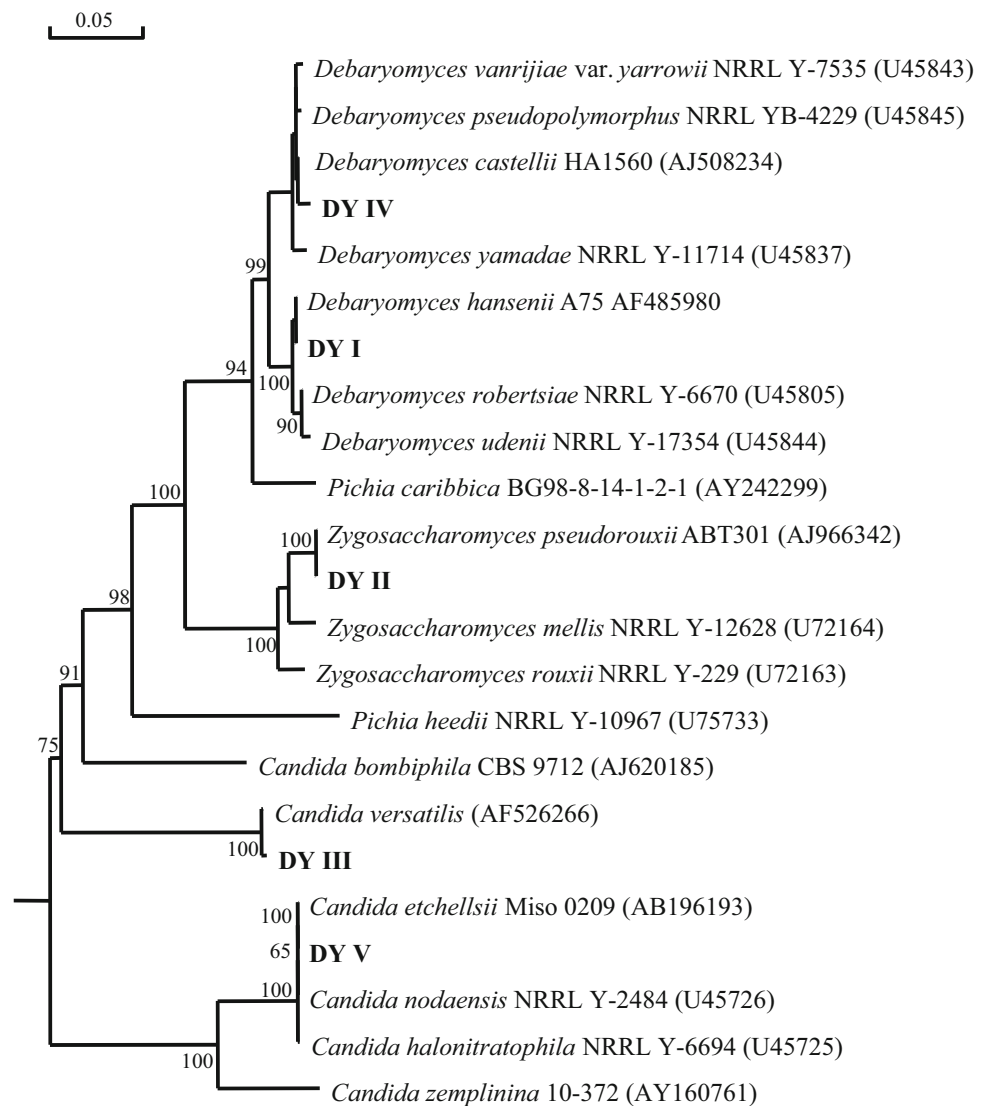 0.05
Debaryomyces vanrijiae var. yarrowii NRRL Y-7535 (U45843)
Debaryomyces pseudopolymorphus NRRL YB-4229 (U45845)
Debaryomyces castellii HA1560 (AJ508234)
DY IV
Debaryomyces yamadae NRRL Y-11714 (U45837)
99
Debaryomyces hansenii A75 AF485980
DY I
94
100
Debaryomyces robertsiae NRRL Y-6670 (U45805)
90
Debaryomyces udenii NRRL Y-17354 (U45844)
Pichia caribbica BG98-8-14-1-2-1 (AY242299)
100
100
Zygosaccharomyces pseudorouxii ABT301 (AJ966342)
DY II
98
Zygosaccharomyces mellis NRRL Y-12628 (U72164)
100
Zygosaccharomyces rouxii NRRL Y-229 (U72163)
91
Pichia heedii NRRL Y-10967 (U75733)
75
Candida bombiphila CBS 9712 (AJ620185)
Candida versatilis (AF526266)
100
DY III
Candida etchellsii Miso 0209 (AB196193)
100
65
DY V
100
Candida nodaensis NRRL Y-2484 (U45726)
Candida halonitratophila NRRL Y-6694 (U45725)
100
Candida zemplinina 10-372 (AY160761)